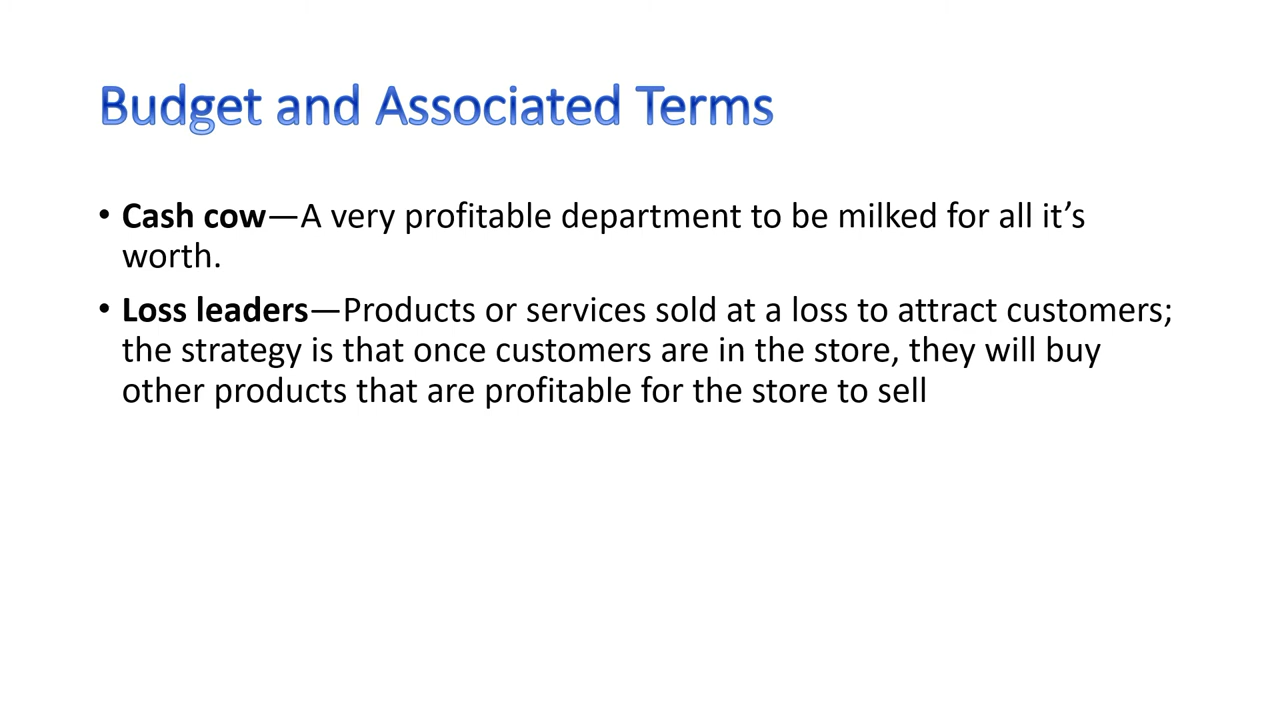 Budget and Associated Terms
• Cash cow—A very profitable department to be milked for all it’s
worth.
• Loss leaders—Products or services sold at a loss to attract customers;
the strategy is that once customers are in the store, they will buy
other products that are profitable for the store to sell